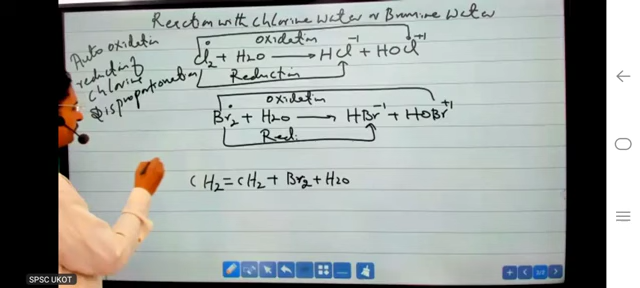 Reaction with chlorine water or Bromine water
Auto oxidation
reduction of
chlorine
Disproportionation
oxidation
Cl2 + H2O ⟶ HCl⁻¹ + HOCl⁺¹
Reduction
oxidation
Br2 + H2O ⟶ HBr⁻¹ + HOBr⁺¹
Red:
CH2=CH2 + Br2 + H2O
SPSC UKOT